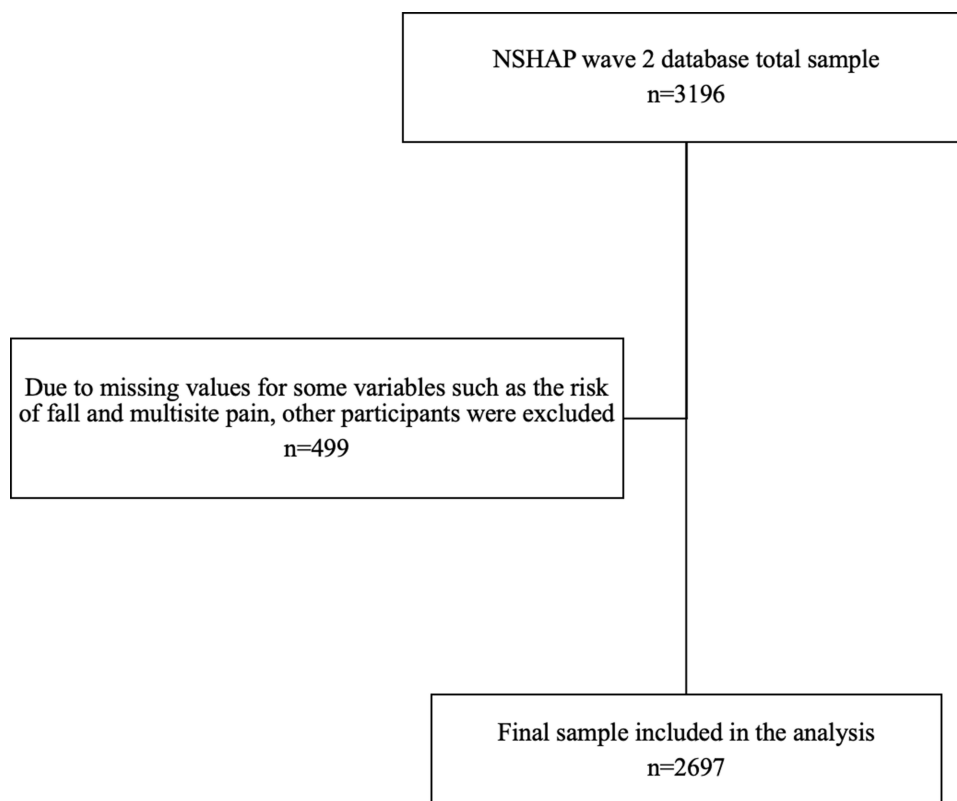 NSHAP wave 2 database total sample
n=3196
Due to missing values for some variables such as the risk
of fall and multisite pain, other participants were excluded
n=499
Final sample included in the analysis
n=2697